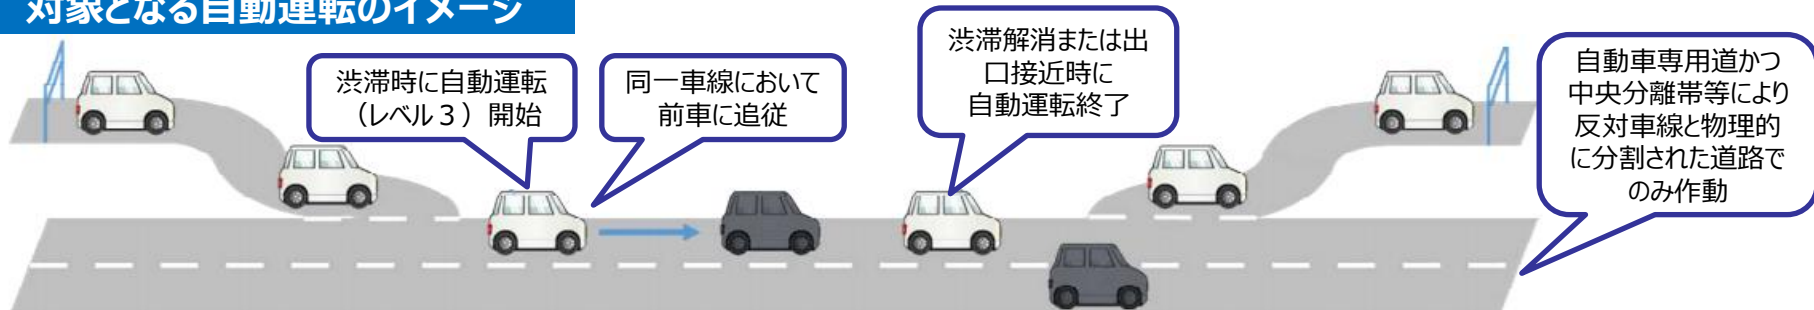 対象となる自動運転のイメージ
渋滞時に自動運転
（レベル３）開始
同一車線において
前車に追従
渋滞解消または出
口接近時に
自動運転終了
自動車専用道かつ
中央分離帯等により
反対車線と物理的
に分割された道路で
のみ作動